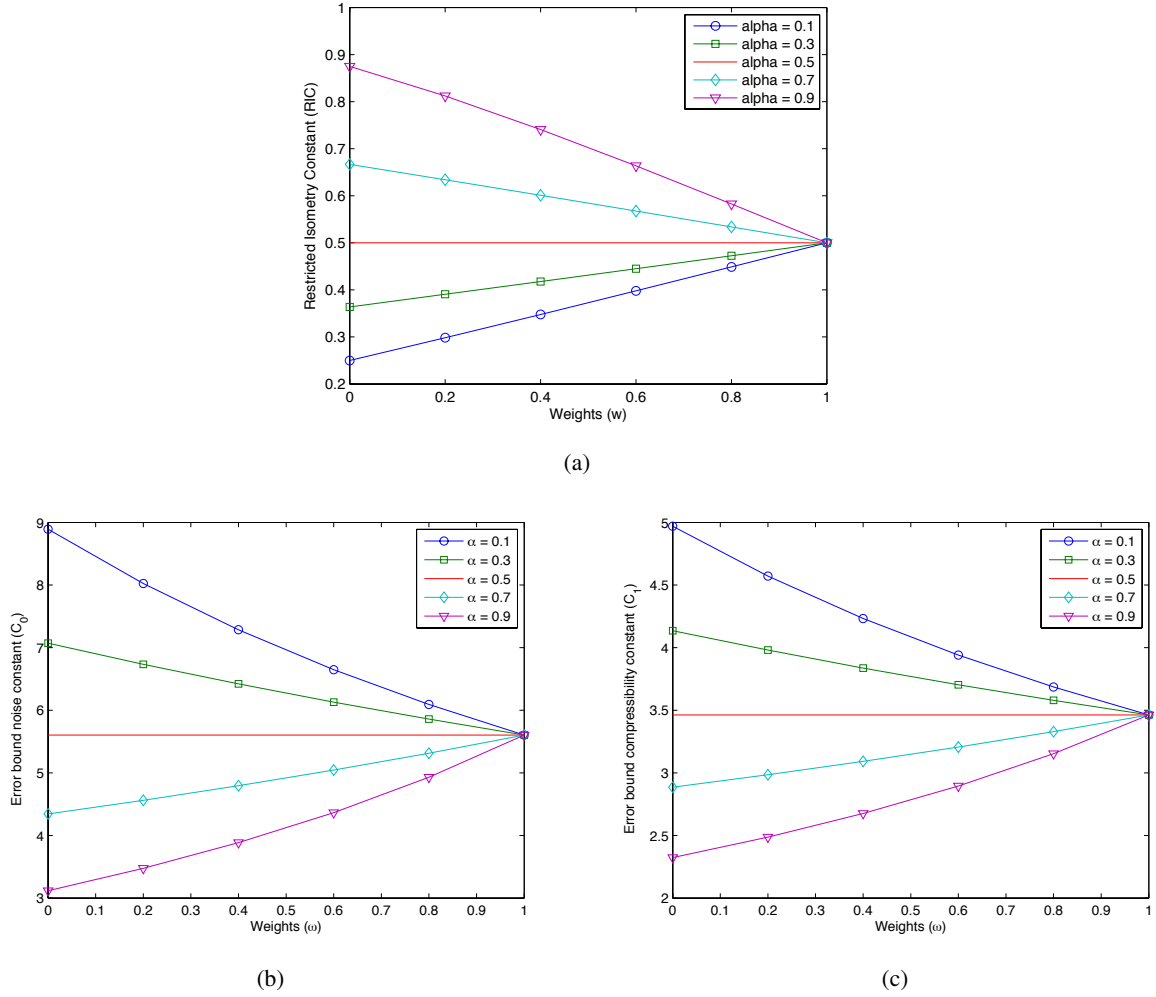 1
0.9
0.8
0.7
0.6
0.5
0.4
0.3
0.2
Restricted Isometry Constant (RIC)
alpha = 0.1
alpha = 0.3
alpha = 0.5
alpha = 0.7
alpha = 0.9
0 0.2 0.4 0.6 0.8 1
Weights (w)
(a)
9
8
7
6
5
4
3
Error bound noise constant (C0)
α = 0.1
α = 0.3
α = 0.5
α = 0.7
α = 0.9
0 0.1 0.2 0.3 0.4 0.5 0.6 0.7 0.8 0.9 1
Weights (ω)
(b)
5
4.5
4
3.5
3
2.5
2
Error bound compressibility constant (C1)
α = 0.1
α = 0.3
α = 0.5
α = 0.7
α = 0.9
0 0.1 0.2 0.3 0.4 0.5 0.6 0.7 0.8 0.9 1
Weights (ω)
(c)